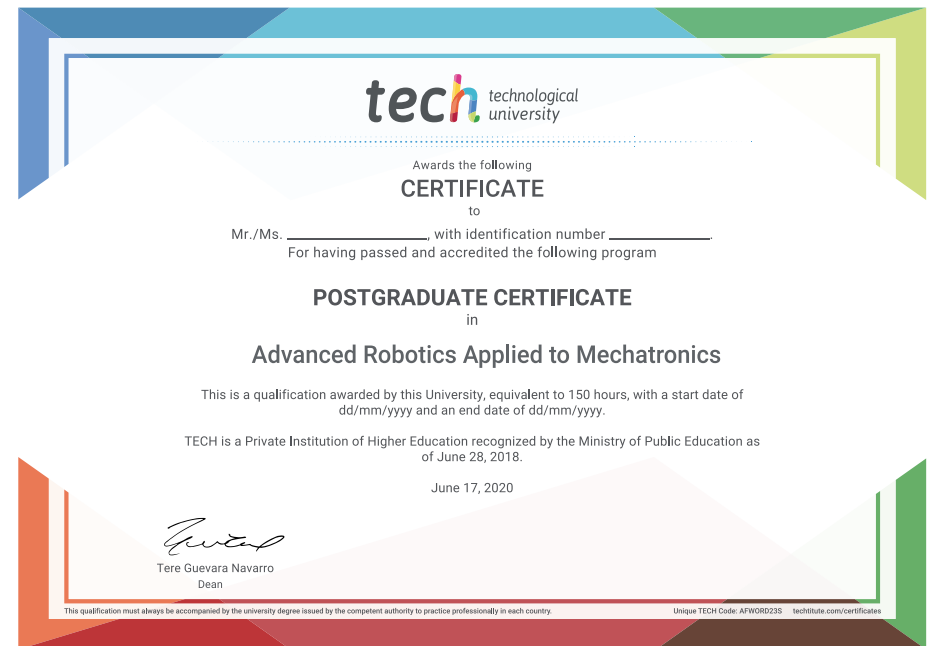 tech technological
university
Awards the following
CERTIFICATE
to
Mr./Ms. ____________________, with identification number ______________.
For having passed and accredited the following program
POSTGRADUATE CERTIFICATE
in
Advanced Robotics Applied to Mechatronics
This is a qualification awarded by this University, equivalent to 150 hours, with a start date of
dd/mm/yyyy and an end date of dd/mm/yyyy.
TECH is a Private Institution of Higher Education recognized by the Ministry of Public Education as
of June 28, 2018.
June 17, 2020
Tere Guevara Navarro
Dean
This qualification must always be accompanied by the university degree issued by the competent authority to practice professionally in each country.
Unique TECH Code: AFWORD23S techtitute.com/certificates